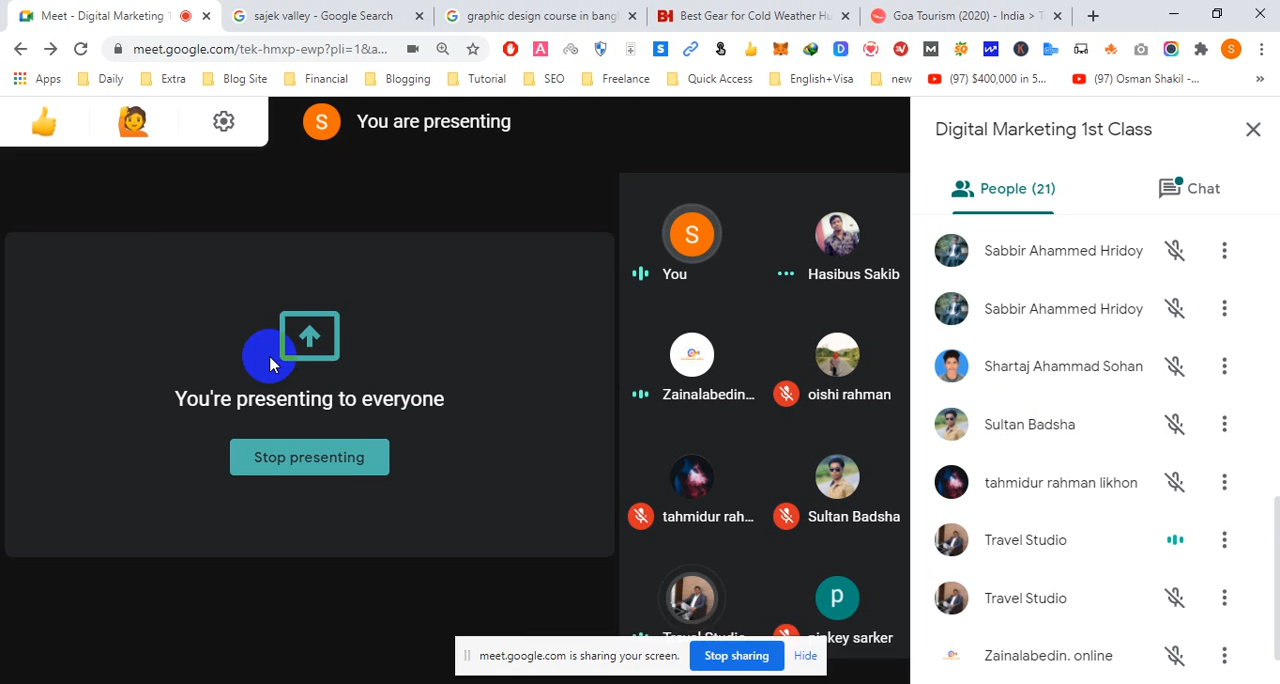 Meet - Digital Marketing 1
sajek valley - Google Search
graphic design course in bang
Best Gear for Cold Weather Hu
Goa Tourism (2020) - India > T
meet.google.com/tek-hmxp-ewp?pli=1&a...
S
Apps
Daily
Extra
Blog Site
Financial
Blogging
Tutorial
SEO
Freelance
Quick Access
English+Visa
new
(97) $400,000 in 5...
(97) Osman Shakil -...
»
S
You are presenting
Digital Marketing 1st Class
People (21)
Chat
You're presenting to everyone
Stop presenting
S
You
Hasibus Sakib
Zainalabedin...
oishi rahman
tahmidur rah...
Sultan Badsha
Travel Studio
p
pinkey sarker
Sabbir Ahammed Hridoy
Sabbir Ahammed Hridoy
Shartaj Ahammad Sohan
Sultan Badsha
tahmidur rahman likhon
Travel Studio
Travel Studio
Zainalabedin. online
meet.google.com is sharing your screen.
Stop sharing
Hide